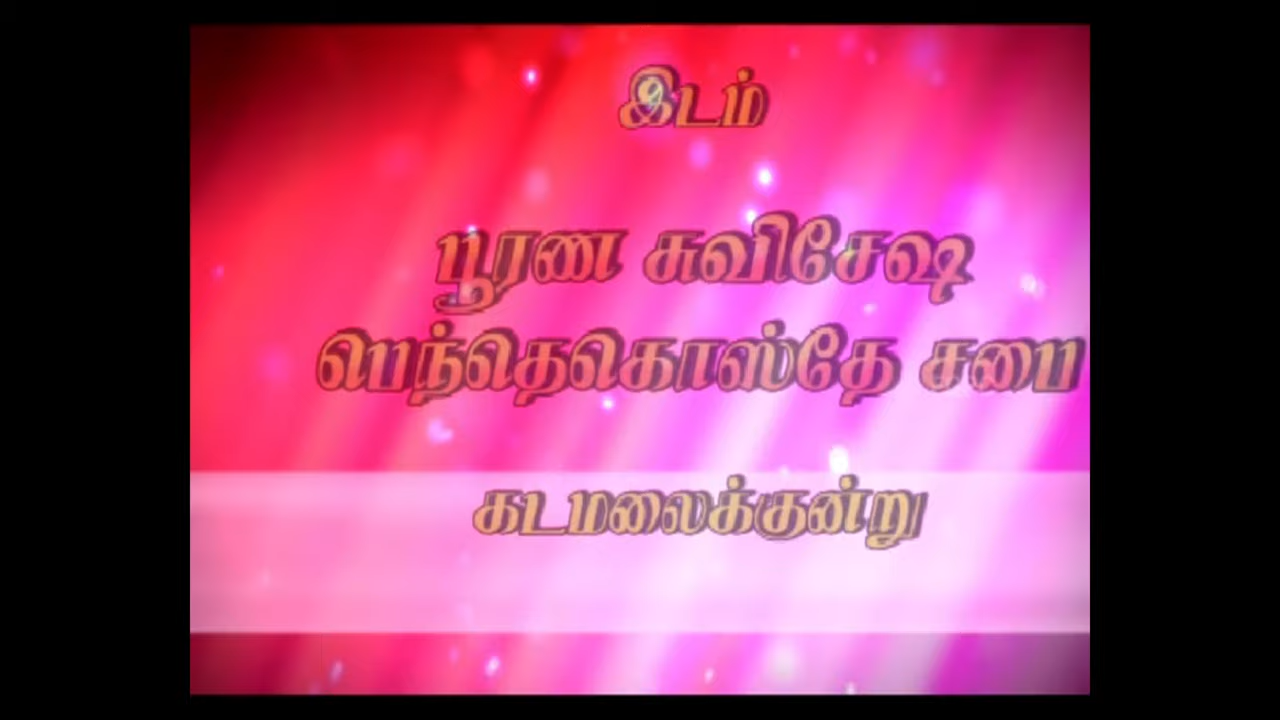 இடம்
பூரண சுவிசேஷ
பெந்தெகொஸ்தே சபை
கடமலைக்குன்று